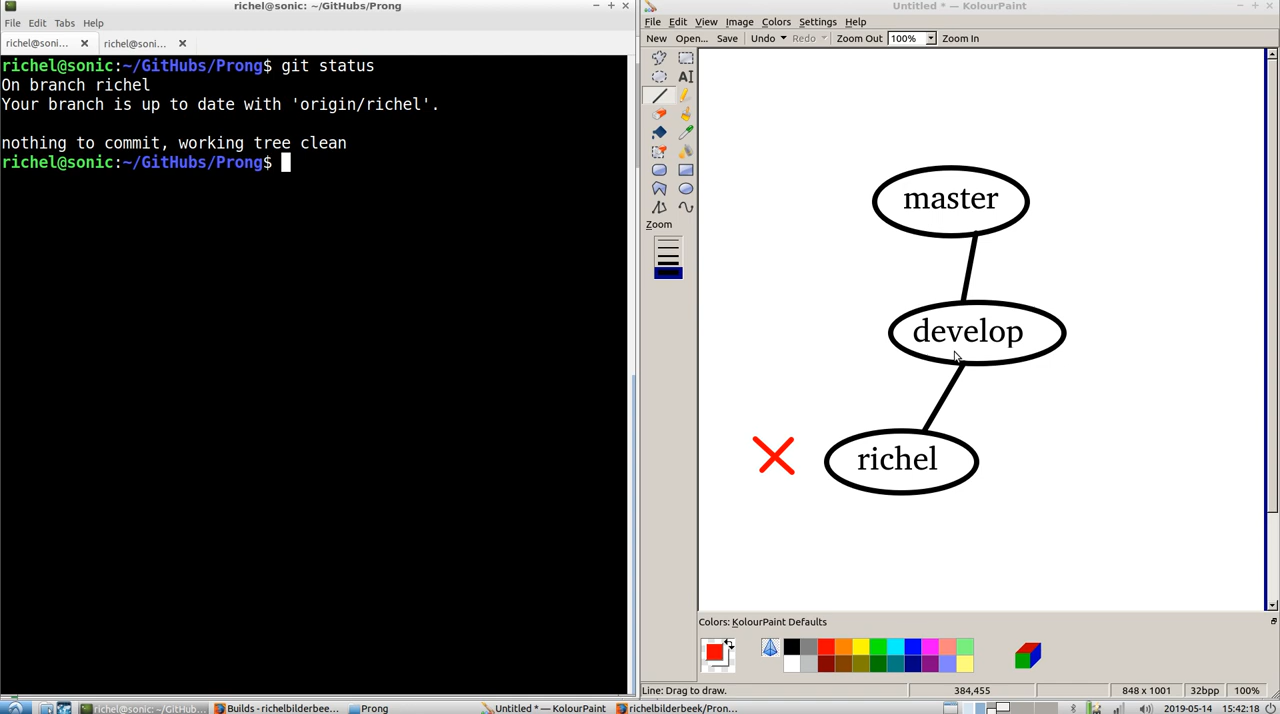 richel@sonic: ~/GitHubs/Prong
File Edit Tabs Help
richel@soni... richel@soni...
richel@sonic:~/GitHubs/Prong$ git status
On branch richel
Your branch is up to date with 'origin/richel'.
nothing to commit, working tree clean
richel@sonic:~/GitHubs/Prong$
Untitled * — KolourPaint
File Edit View Image Colors Settings Help
New Open... Save Undo Redo Zoom Out 100% Zoom In
AI
Zoom
master
develop
richel
Colors: KolourPaint Defaults
Line: Drag to draw. 384,455 848 x 1001 32bpp 100%
richel@sonic: ~/GitHub... Builds - richelbilderbee... Prong Untitled * — KolourPaint richelbilderbeek/Pron... 2019-05-14 15:42:18